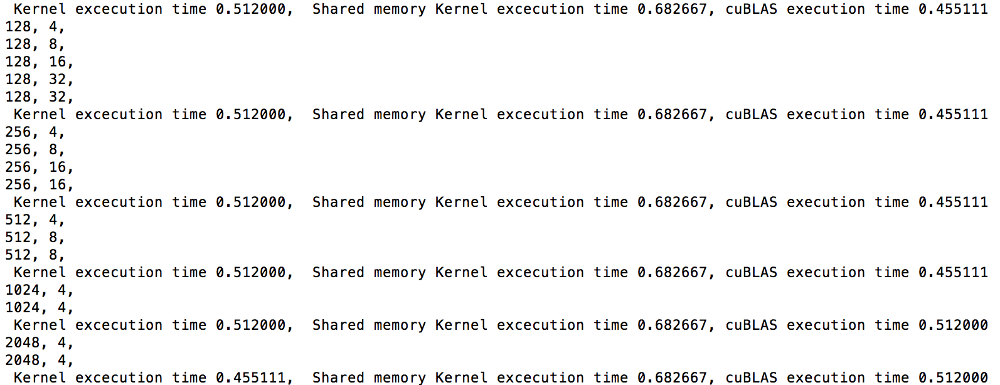 Kernel excecution time 0.512000,  Shared memory Kernel excecution time 0.682667, cuBLAS execution time 0.455111
128, 4,
128, 8,
128, 16,
128, 32,
128, 32,
Kernel excecution time 0.512000,  Shared memory Kernel excecution time 0.682667, cuBLAS execution time 0.455111
256, 4,
256, 8,
256, 16,
256, 16,
Kernel excecution time 0.512000,  Shared memory Kernel excecution time 0.682667, cuBLAS execution time 0.455111
512, 4,
512, 8,
512, 8,
Kernel excecution time 0.512000,  Shared memory Kernel excecution time 0.682667, cuBLAS execution time 0.455111
1024, 4,
1024, 4,
Kernel excecution time 0.512000,  Shared memory Kernel excecution time 0.682667, cuBLAS execution time 0.512000
2048, 4,
2048, 4,
Kernel excecution time 0.455111,  Shared memory Kernel excecution time 0.682667, cuBLAS execution time 0.512000